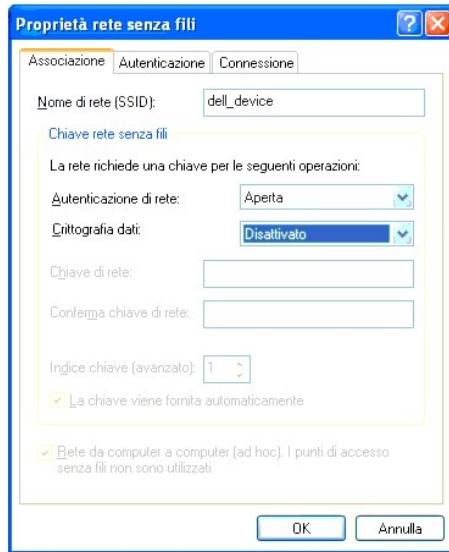 Proprietà rete senza fili
Associazione Autenticazione Connessione
Nome di rete (SSID): dell_device
Chiave rete senza fili
La rete richiede una chiave per le seguenti operazioni:
Autenticazione di rete: Aperta
Crittografia dati: Disattivato
Chiave di rete:
Conferma chiave di rete:
Indice chiave (avanzato): 1
La chiave viene fornita automaticamente
Rete da computer a computer (ad hoc). I punti di accesso
senza fili non sono utilizzati
OK Annulla